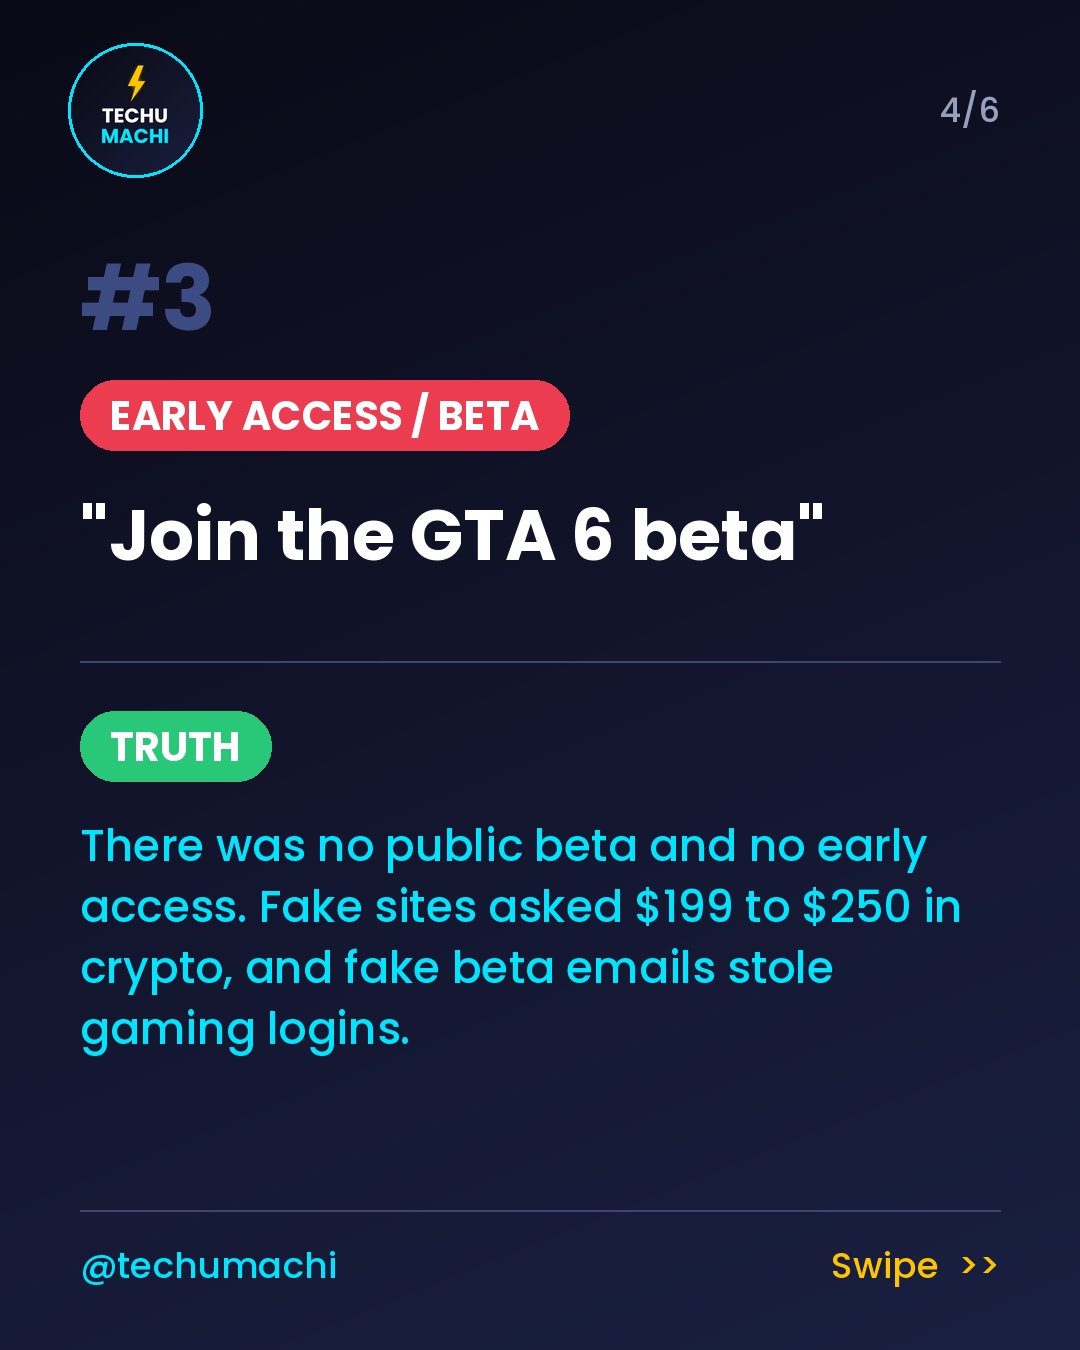 TECHU
MACHI
4/6
#3
EARLY ACCESS / BETA
"Join the GTA 6 beta"
TRUTH
There was no public beta and no early
access. Fake sites asked $199 to $250 in
crypto, and fake beta emails stole
gaming logins.
@techumachi
Swipe >>